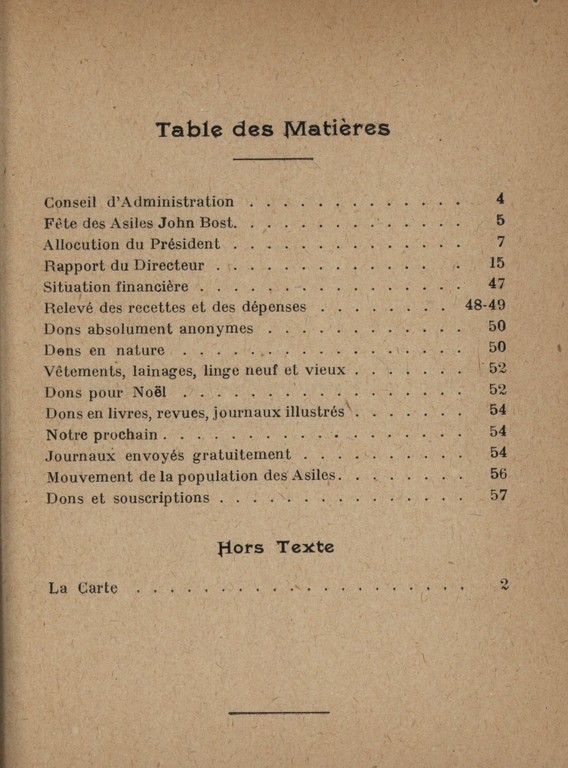 Table des Matières
Conseil d'Administration . . . . . . . . . . . . . 4
Fête des Asiles John Bost. . . . . . . . . . . . . 5
Allocution du Président . . . . . . . . . . . . . . 7
Rapport du Directeur . . . . . . . . . . . . . . 15
Situation financière . . . . . . . . . . . . . . . 47
Relevé des recettes et des dépenses . . . . . . . . 48-49
Dons absolument anonymes . . . . . . . . . . . . 50
Dons en nature . . . . . . . . . . . . . . . . . 50
Vêtements, lainages, linge neuf et vieux . . . . . . 52
Dons pour Noël . . . . . . . . . . . . . . . . . 52
Dons en livres, revues, journaux illustrés . . . . . . 54
Notre prochain . . . . . . . . . . . . . . . . . 54
Journaux envoyés gratuitement . . . . . . . . . . 54
Mouvement de la population des Asiles. . . . . . . 56
Dons et souscriptions . . . . . . . . . . . . . . . 57
Hors Texte
La Carte . . . . . . . . . . . . . . . . . . . . 2